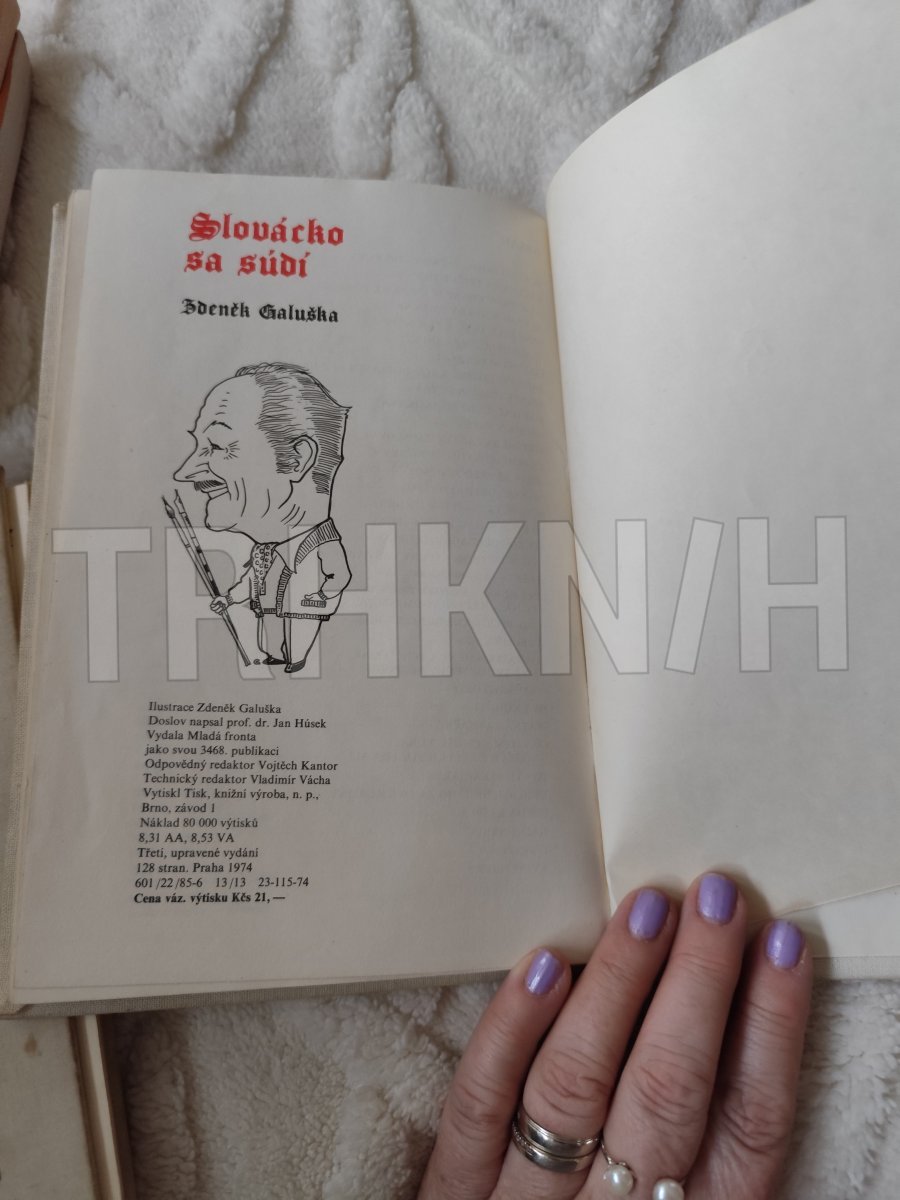 Slovácko
sa súdí
Zdeněk Galuška
TRHKNIH
Ilustrace Zdeněk Galuška
Doslov napsal prof. dr. Jan Húsek
Vydala Mladá fronta
jako svou 3468. publikaci
Odpovědný redaktor Vojtěch Kantor
Technický redaktor Vladimír Vácha
Vytiskl Tisk, knižní výroba, n. p.,
Brno, závod 1
Náklad 80 000 výtisků
8,31 AA, 8,53 VA
Třetí, upravené vydání
128 stran. Praha 1974
601/22/85-6 13/13 23-115-74
Cena váz. výtisku Kčs 21,—